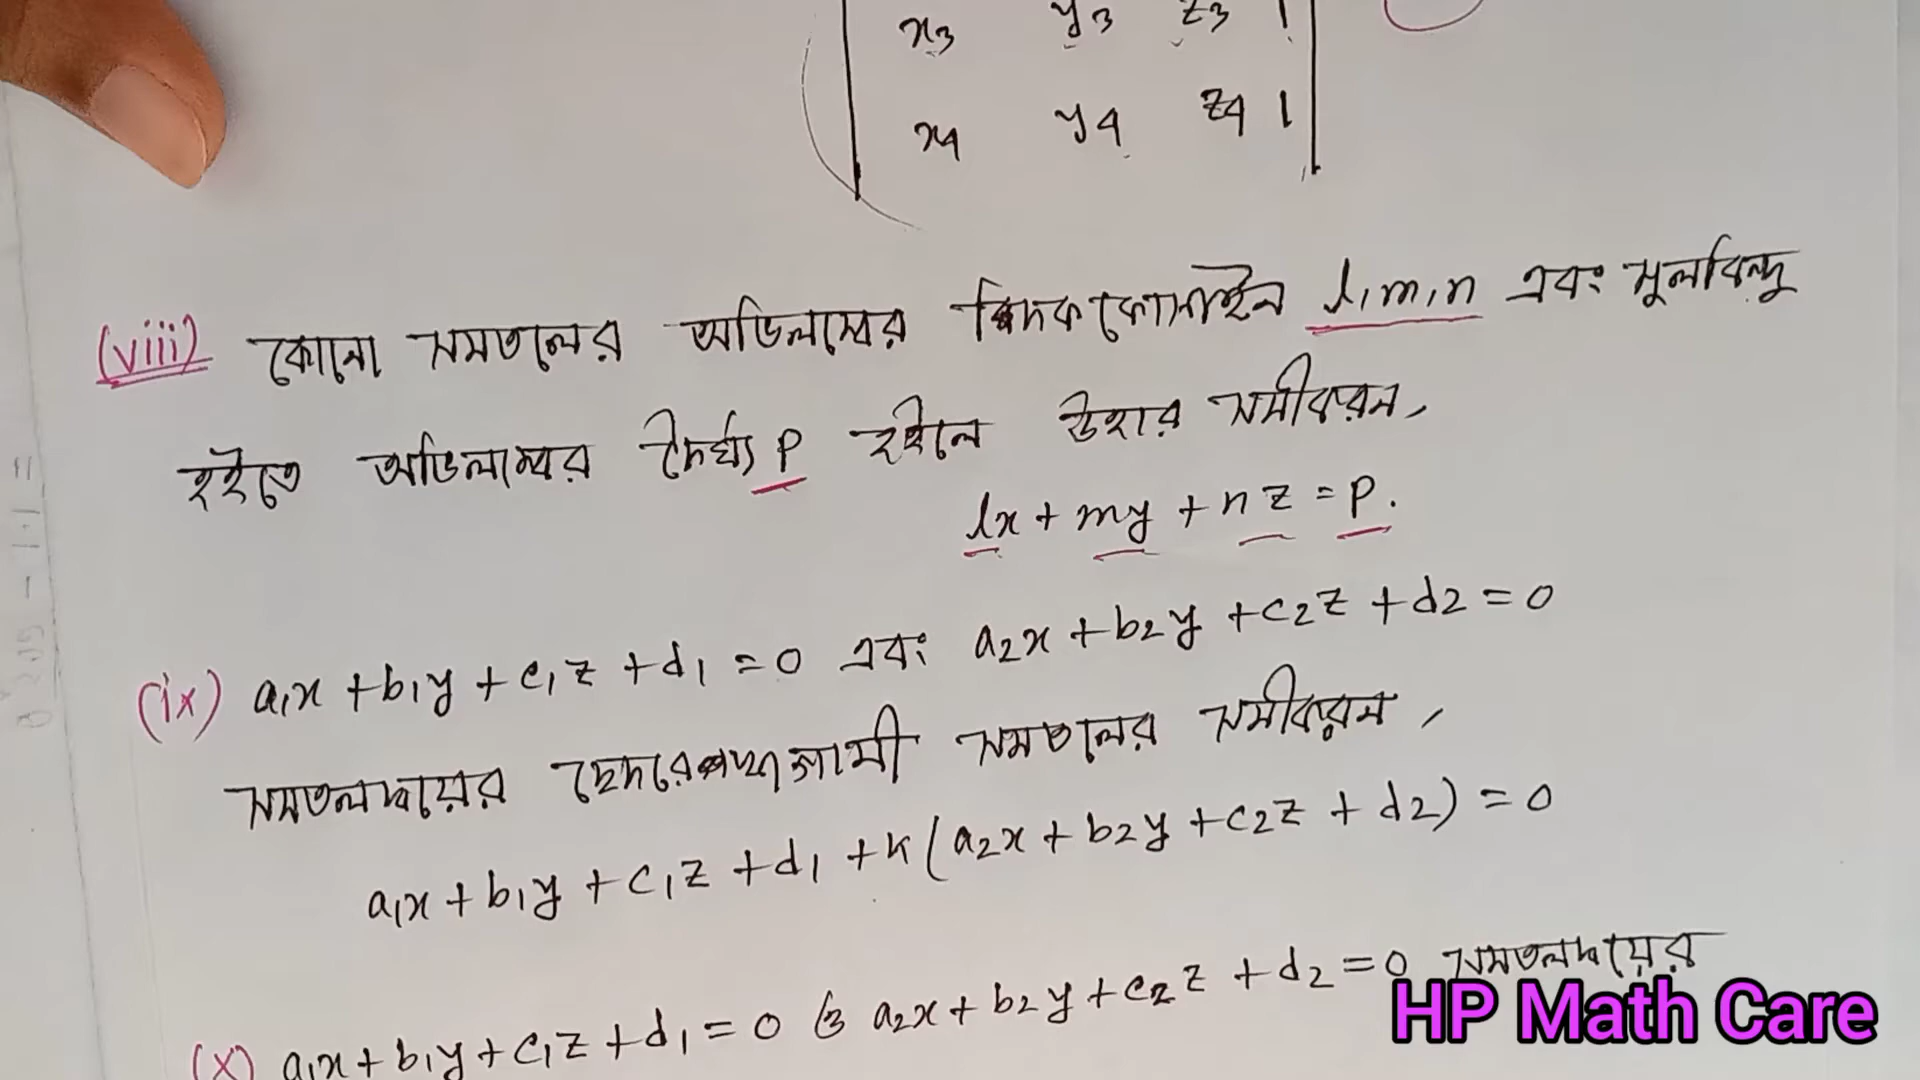 x3 y3 z3 1
x4 y4 z4 1
(viii) কোনো সমতলের অভিলম্বের দিককোসাইন l,m,n এবং মূলবিন্দু
হইতে অভিলম্বের দৈর্ঘ্য p হইলে উহার সমীকরন,
lx + my + nz = p.
(ix) a1x + b1y + c1z + d1 = 0 এবং a2x + b2y + c2z + d2 = 0
সমতলদ্বয়ের ছেদরেখাগামী সমতলের সমীকরন,
a1x + b1y + c1z + d1 + k(a2x + b2y + c2z + d2) = 0
(x) a1x + b1y + c1z + d1 = 0 ও a2x + b2y + c2z + d2 = 0 সমতলদ্বয়ের
HP Math Care